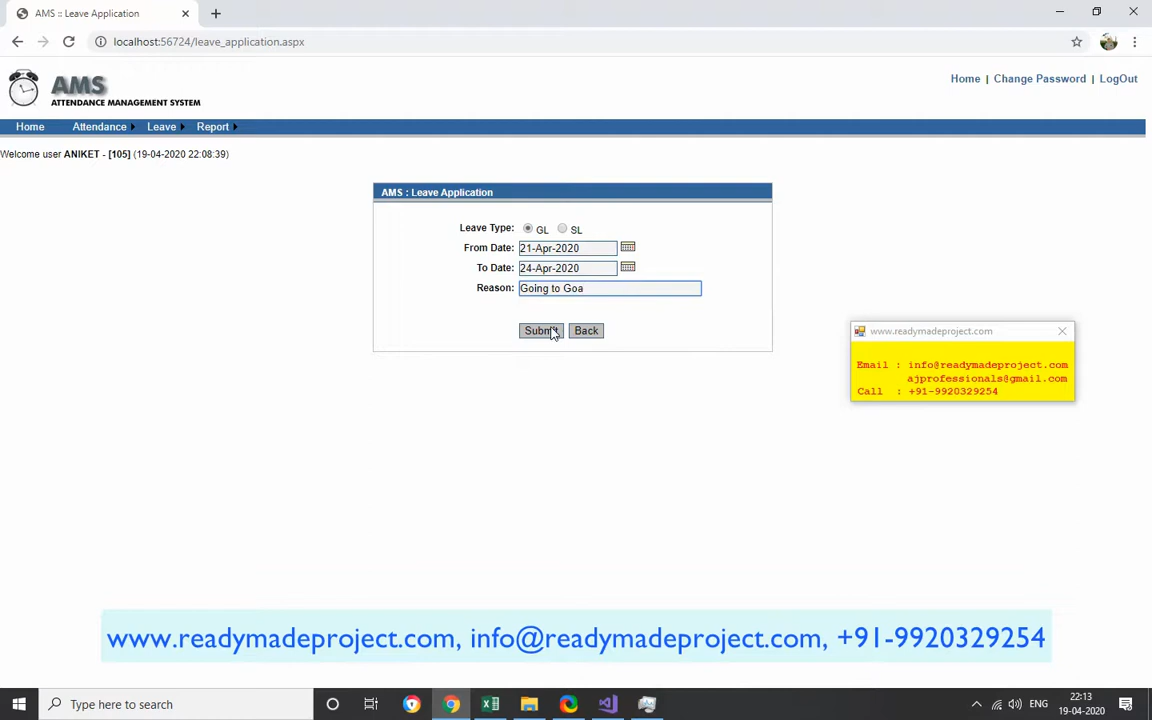 AMS :: Leave Application
localhost:56724/leave_application.aspx
AMS
ATTENDANCE MANAGEMENT SYSTEM
Home | Change Password | LogOut
Home Attendance Leave Report
Welcome user ANIKET - [105] (19-04-2020 22:08:39)
AMS : Leave Application
Leave Type: GL SL
From Date: 21-Apr-2020
To Date: 24-Apr-2020
Reason: Going to Goa
Submit Back
www.readymadeproject.com
Email : info@readymadeproject.com
ajprofessionals@gmail.com
Call : +91-9920329254
www.readymadeproject.com, info@readymadeproject.com, +91-9920329254
Type here to search
ENG
22:13
19-04-2020